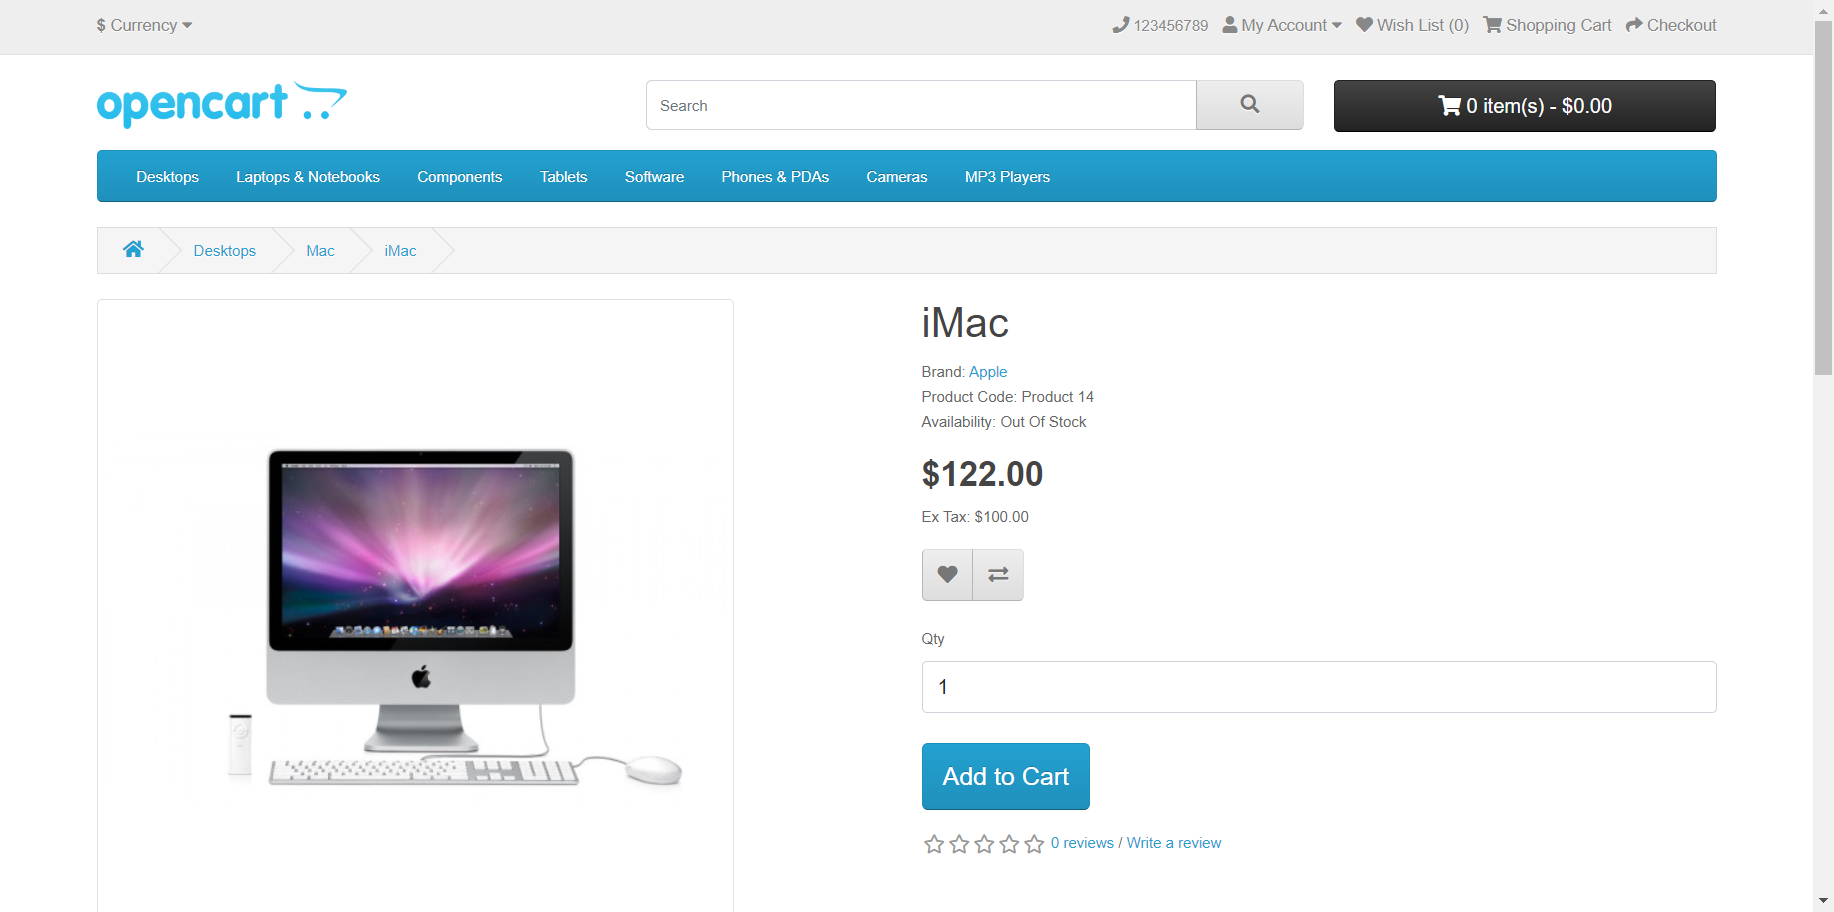 $ Currency
123456789 My Account Wish List (0) Shopping Cart Checkout
opencart
Search
0 item(s) - $0.00
Desktops Laptops & Notebooks Components Tablets Software Phones & PDAs Cameras MP3 Players
Desktops Mac iMac
iMac
Brand: Apple
Product Code: Product 14
Availability: Out Of Stock
$122.00
Ex Tax: $100.00
Qty
1
Add to Cart
0 reviews / Write a review